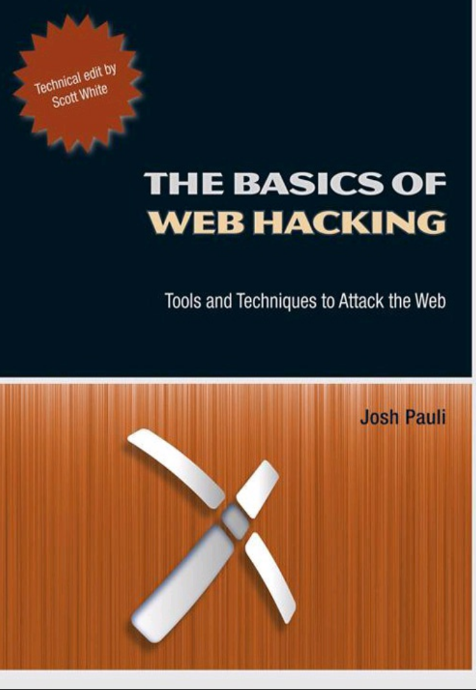 Technical edit by
Scott White
THE BASICS OF
WEB HACKING
Tools and Techniques to Attack the Web
Josh Pauli